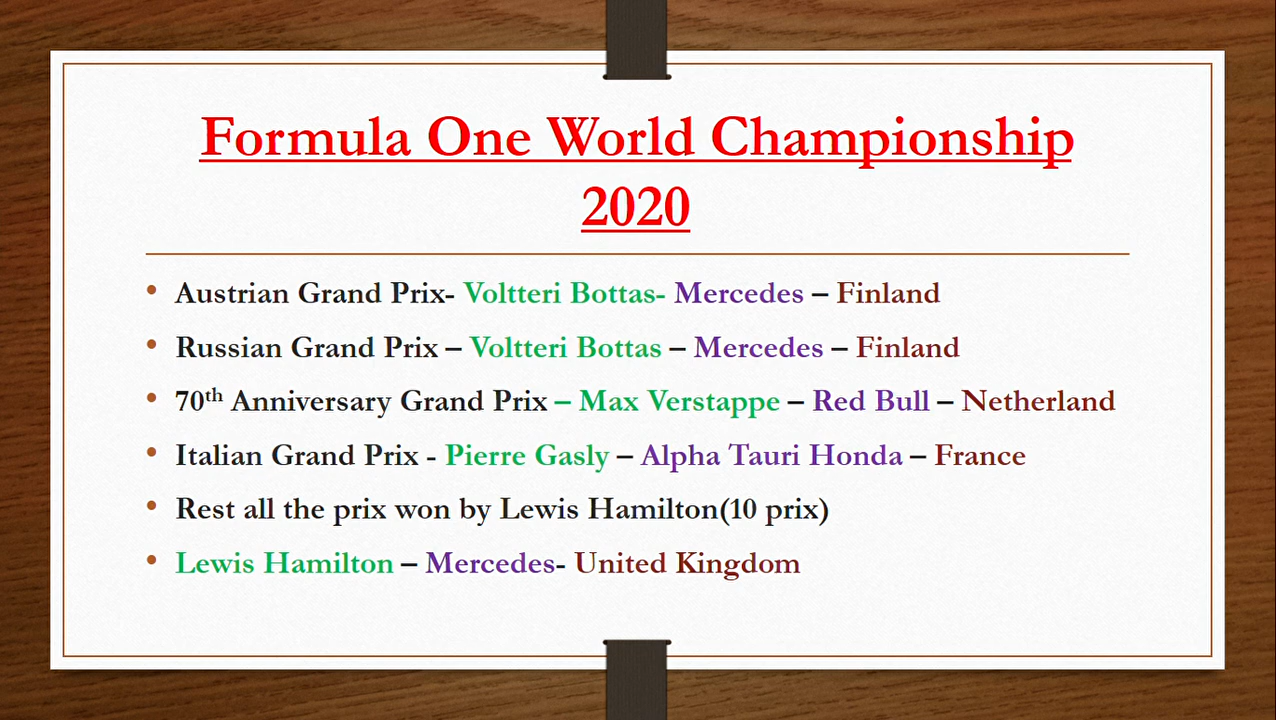 Formula One World Championship
2020
• Austrian Grand Prix- Voltteri Bottas- Mercedes – Finland
• Russian Grand Prix – Voltteri Bottas – Mercedes – Finland
• 70th Anniversary Grand Prix – Max Verstappe – Red Bull – Netherland
• Italian Grand Prix - Pierre Gasly – Alpha Tauri Honda – France
• Rest all the prix won by Lewis Hamilton(10 prix)
• Lewis Hamilton – Mercedes- United Kingdom